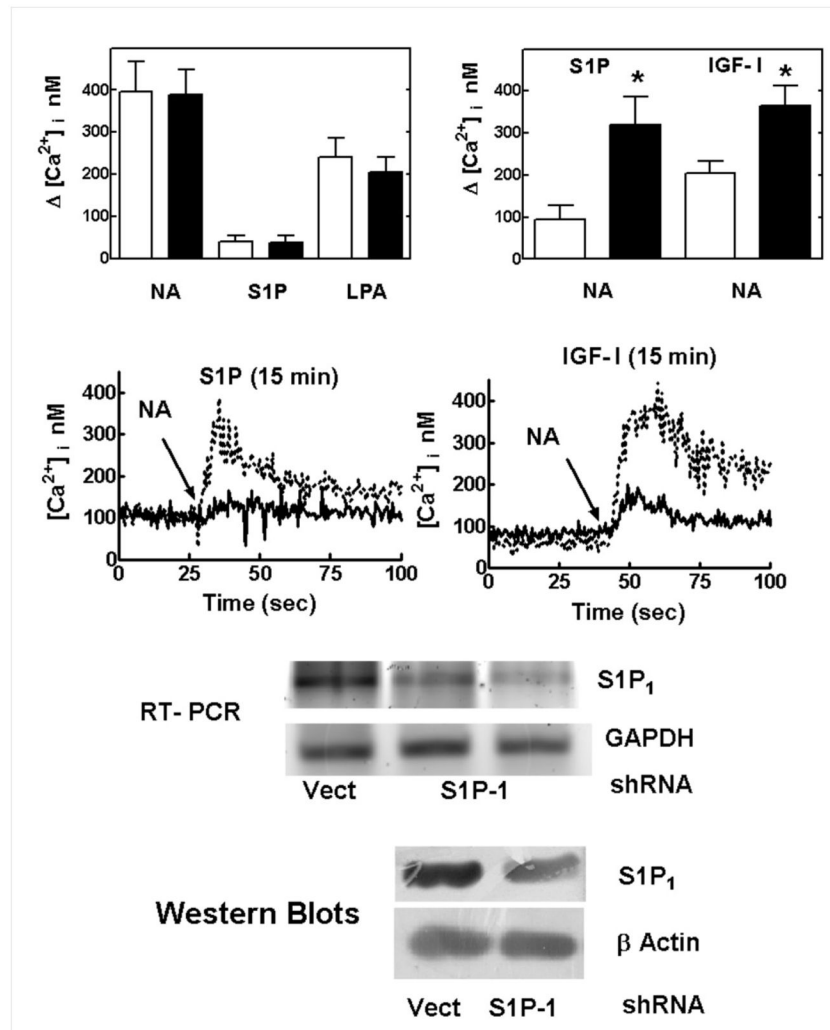 Δ [Ca2+] i nM
400
300
200
100
0
NA S1P LPA
Δ [Ca2+] i nM
400
300
200
100
0
S1P * IGF-I *
NA NA
S1P (15 min)
NA
[Ca2+] i nM
400
300
200
100
0
0 25 50 75 100
Time (sec)
IGF-I (15 min)
NA
[Ca2+] i nM
400
300
200
100
0
0 25 50 75 100
Time (sec)
RT- PCR
S1P1
GAPDH
Vect S1P-1 shRNA
Western Blots
S1P1
β Actin
Vect S1P-1 shRNA